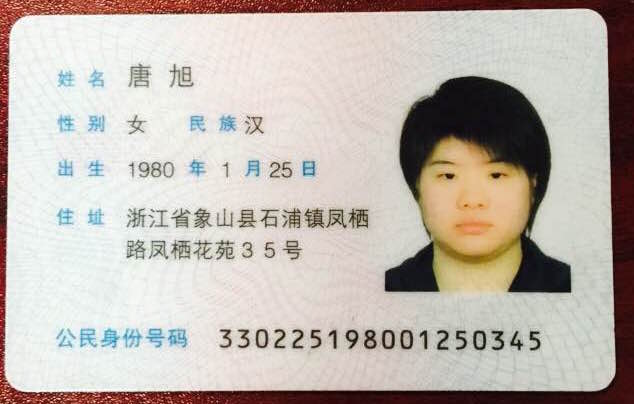 姓名 唐旭
性别 女 民族 汉
出生 1980 年 1 月 25 日
住址 浙江省象山县石浦镇凤栖
路凤栖花苑３５号
公民身份号码 330225198001250345